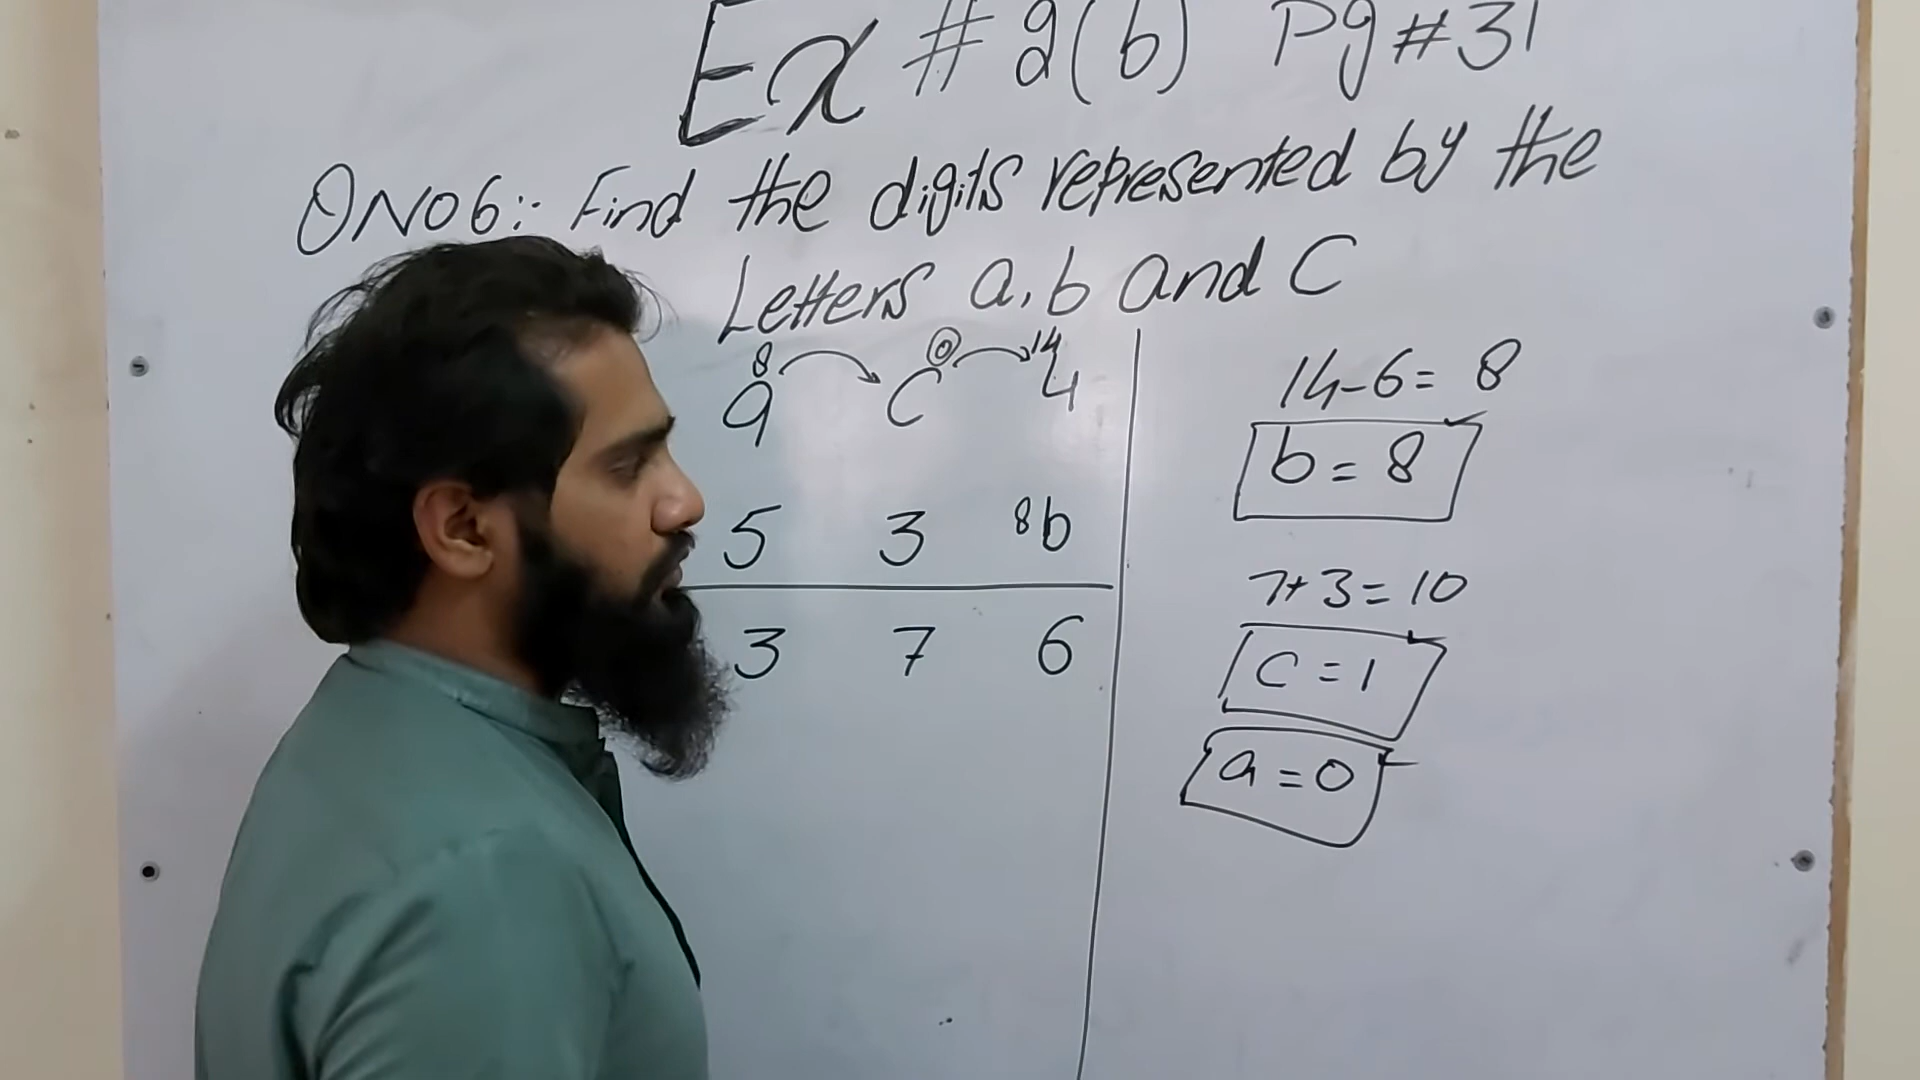 Ex # 2(b) Pg#31
QNO6:: Find the digits represented by the
Letters a, b and C
8 0 14
a C 4
5 3 8b
3 7 6
14-6= 8
b = 8
7+3=10
C = 1
a = 0